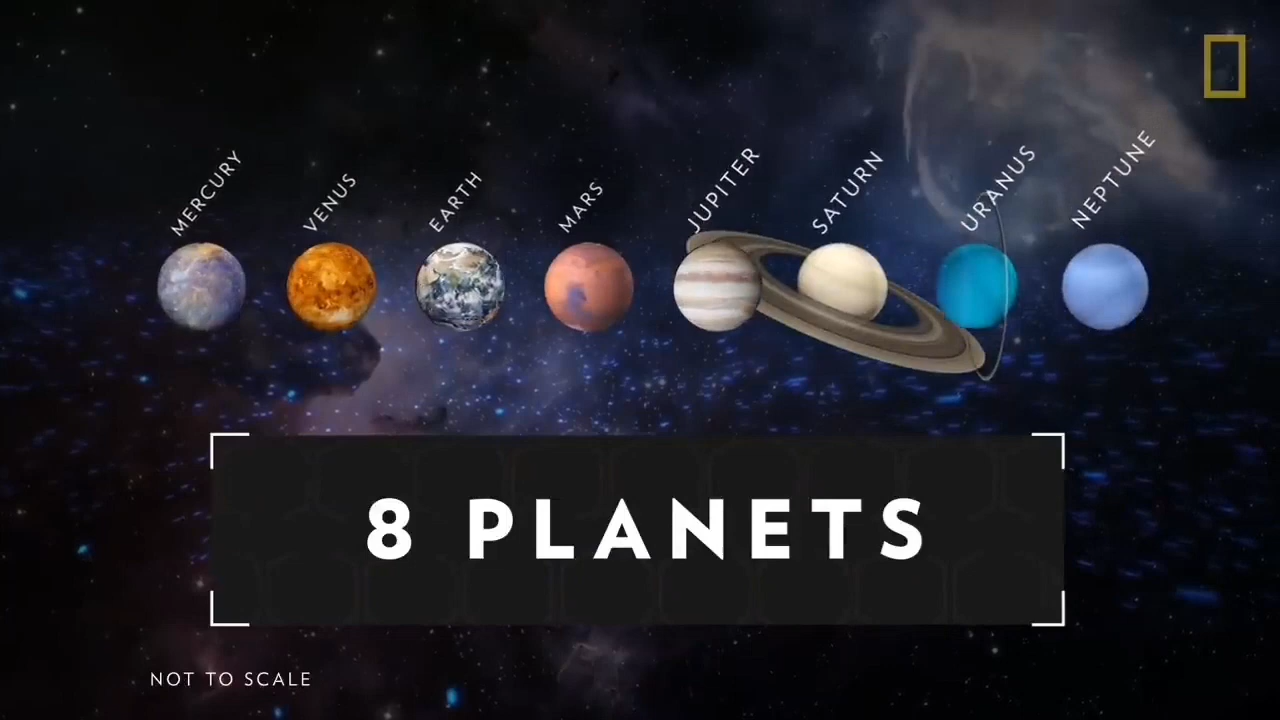 MERCURY
VENUS
EARTH
MARS
JUPITER
SATURN
URANUS
NEPTUNE
8 PLANETS
NOT TO SCALE